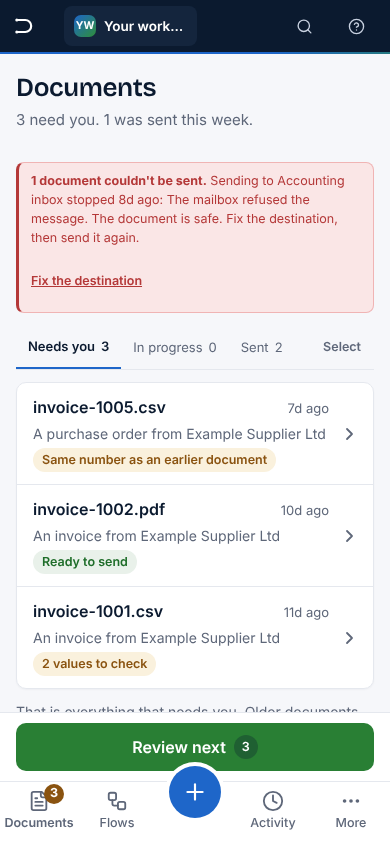 YW Your work...
Documents
3 need you. 1 was sent this week.
1 document couldn't be sent. Sending to Accounting
inbox stopped 8d ago: The mailbox refused the
message. The document is safe. Fix the destination,
then send it again.
Fix the destination
Needs you 3 In progress 0 Sent 2 Select
invoice-1005.csv 7d ago
A purchase order from Example Supplier Ltd
Same number as an earlier document
invoice-1002.pdf 10d ago
An invoice from Example Supplier Ltd
Ready to send
invoice-1001.csv 11d ago
An invoice from Example Supplier Ltd
2 values to check
That is everything that needs you. Older documents
Review next 3
3
Documents Flows Activity More